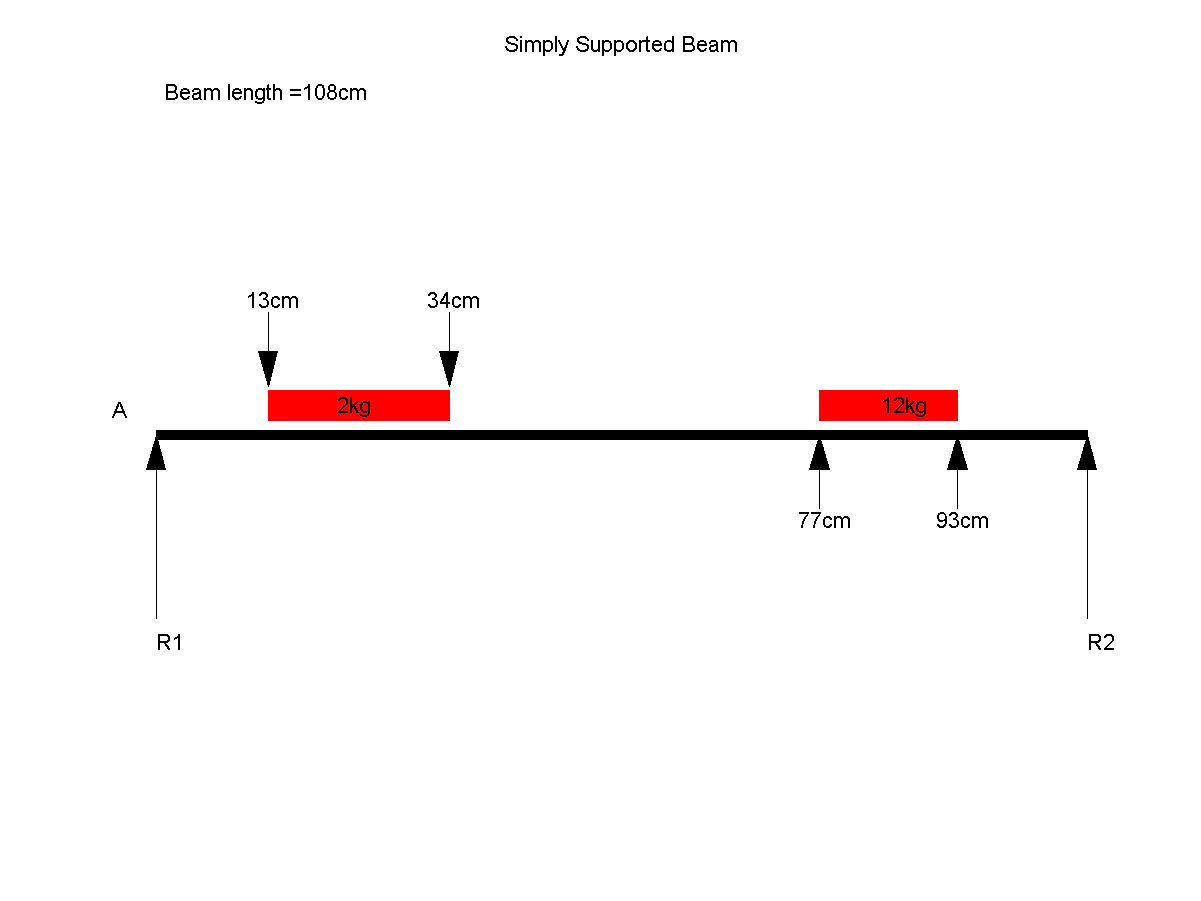 Simply Supported Beam
Beam length =108cm
13cm
34cm
2kg
12kg
A
77cm
93cm
R1
R2